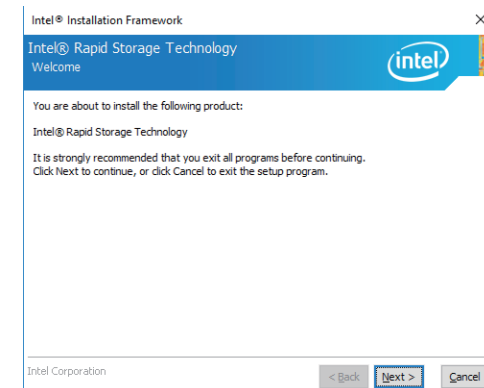 Intel® Installation Framework
Intel® Rapid Storage Technology
Welcome
intel
You are about to install the following product:
Intel® Rapid Storage Technology
It is strongly recommended that you exit all programs before continuing.
Click Next to continue, or click Cancel to exit the setup program.
Intel Corporation
< Back Next > Cancel